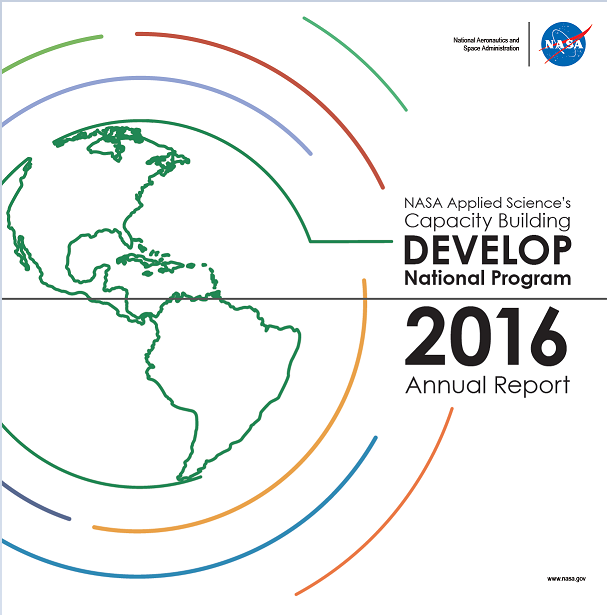 National Aeronautics and
Space Administration
NASA
NASA Applied Science's
Capacity Building
DEVELOP
National Program
2016
Annual Report
www.nasa.gov